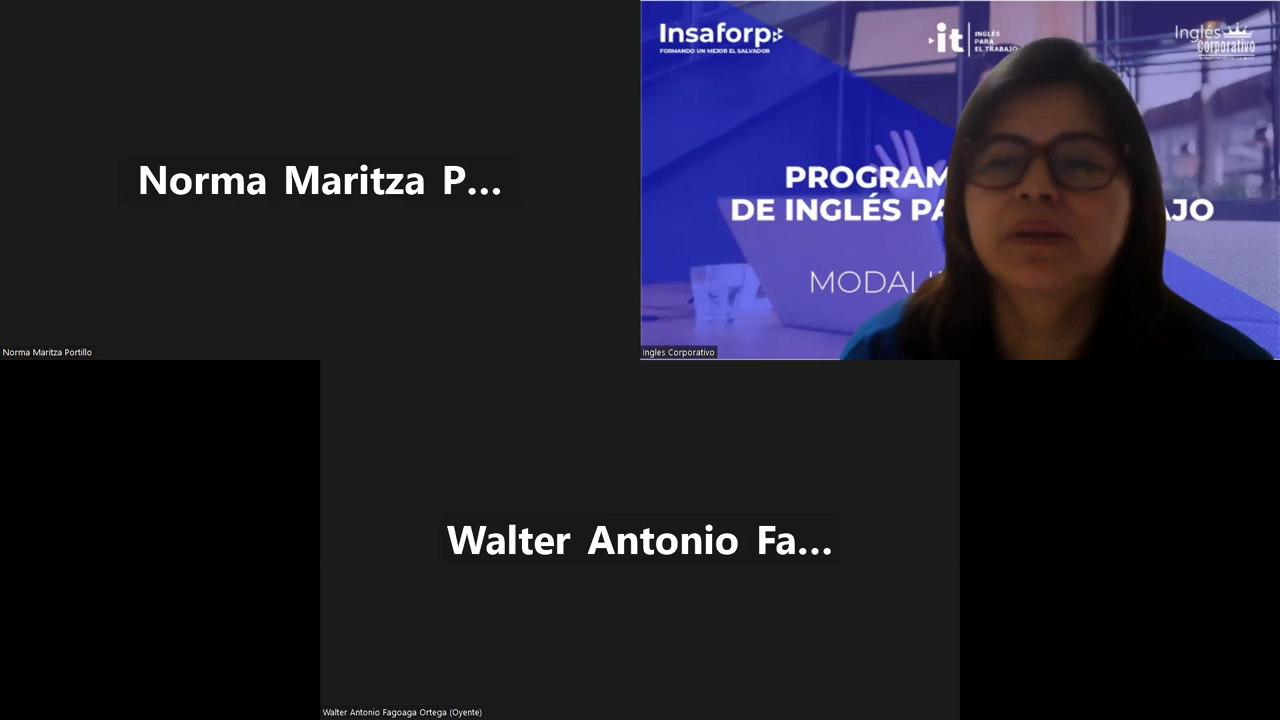 Norma Maritza P...
Norma Maritza Portillo
Insaforp
FORMANDO UN MEJOR EL SALVADOR
it
INGLÉS
PARA
EL TRABAJO
Inglés
corporativo
PROGRAM
DE INGLÉS PA AJO
MODALI
Ingles Corporativo
Walter Antonio Fa...
Walter Antonio Fagoaga Ortega (Oyente)